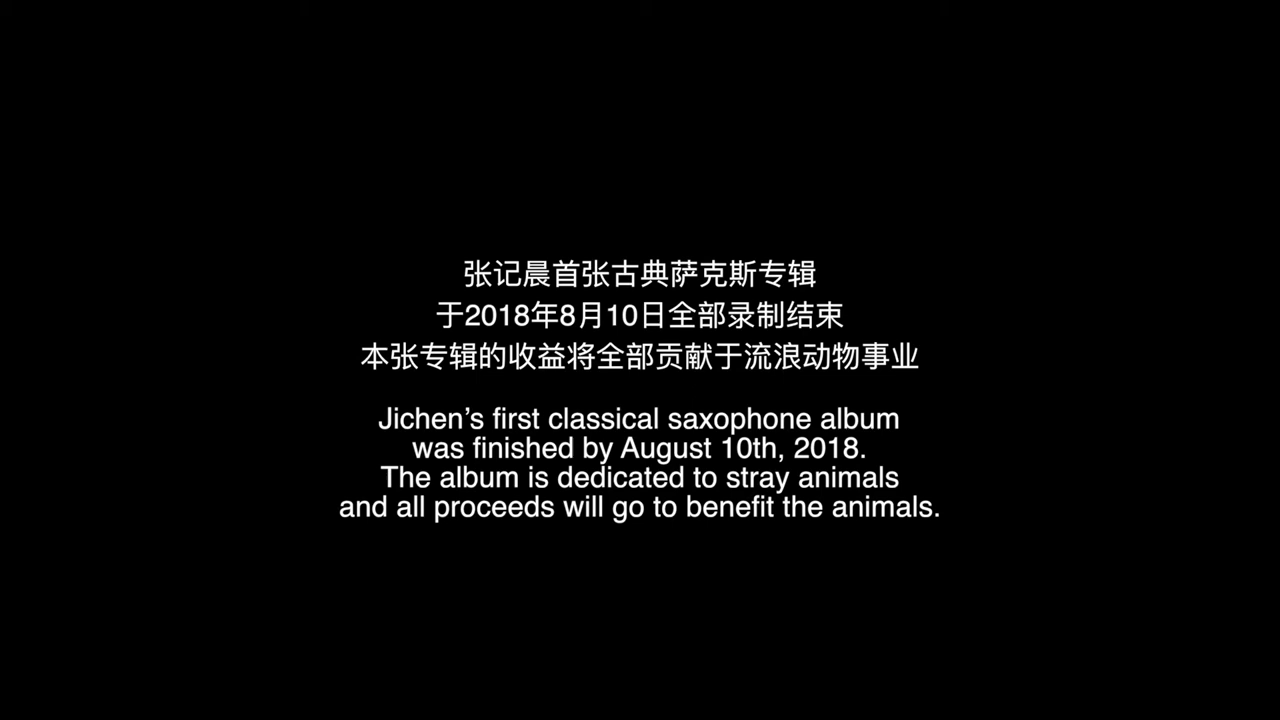 张记晨首张古典萨克斯专辑
于2018年8月10日全部录制结束
本张专辑的收益将全部贡献于流浪动物事业
Jichen’s first classical saxophone album
was finished by August 10th, 2018.
The album is dedicated to stray animals
and all proceeds will go to benefit the animals.